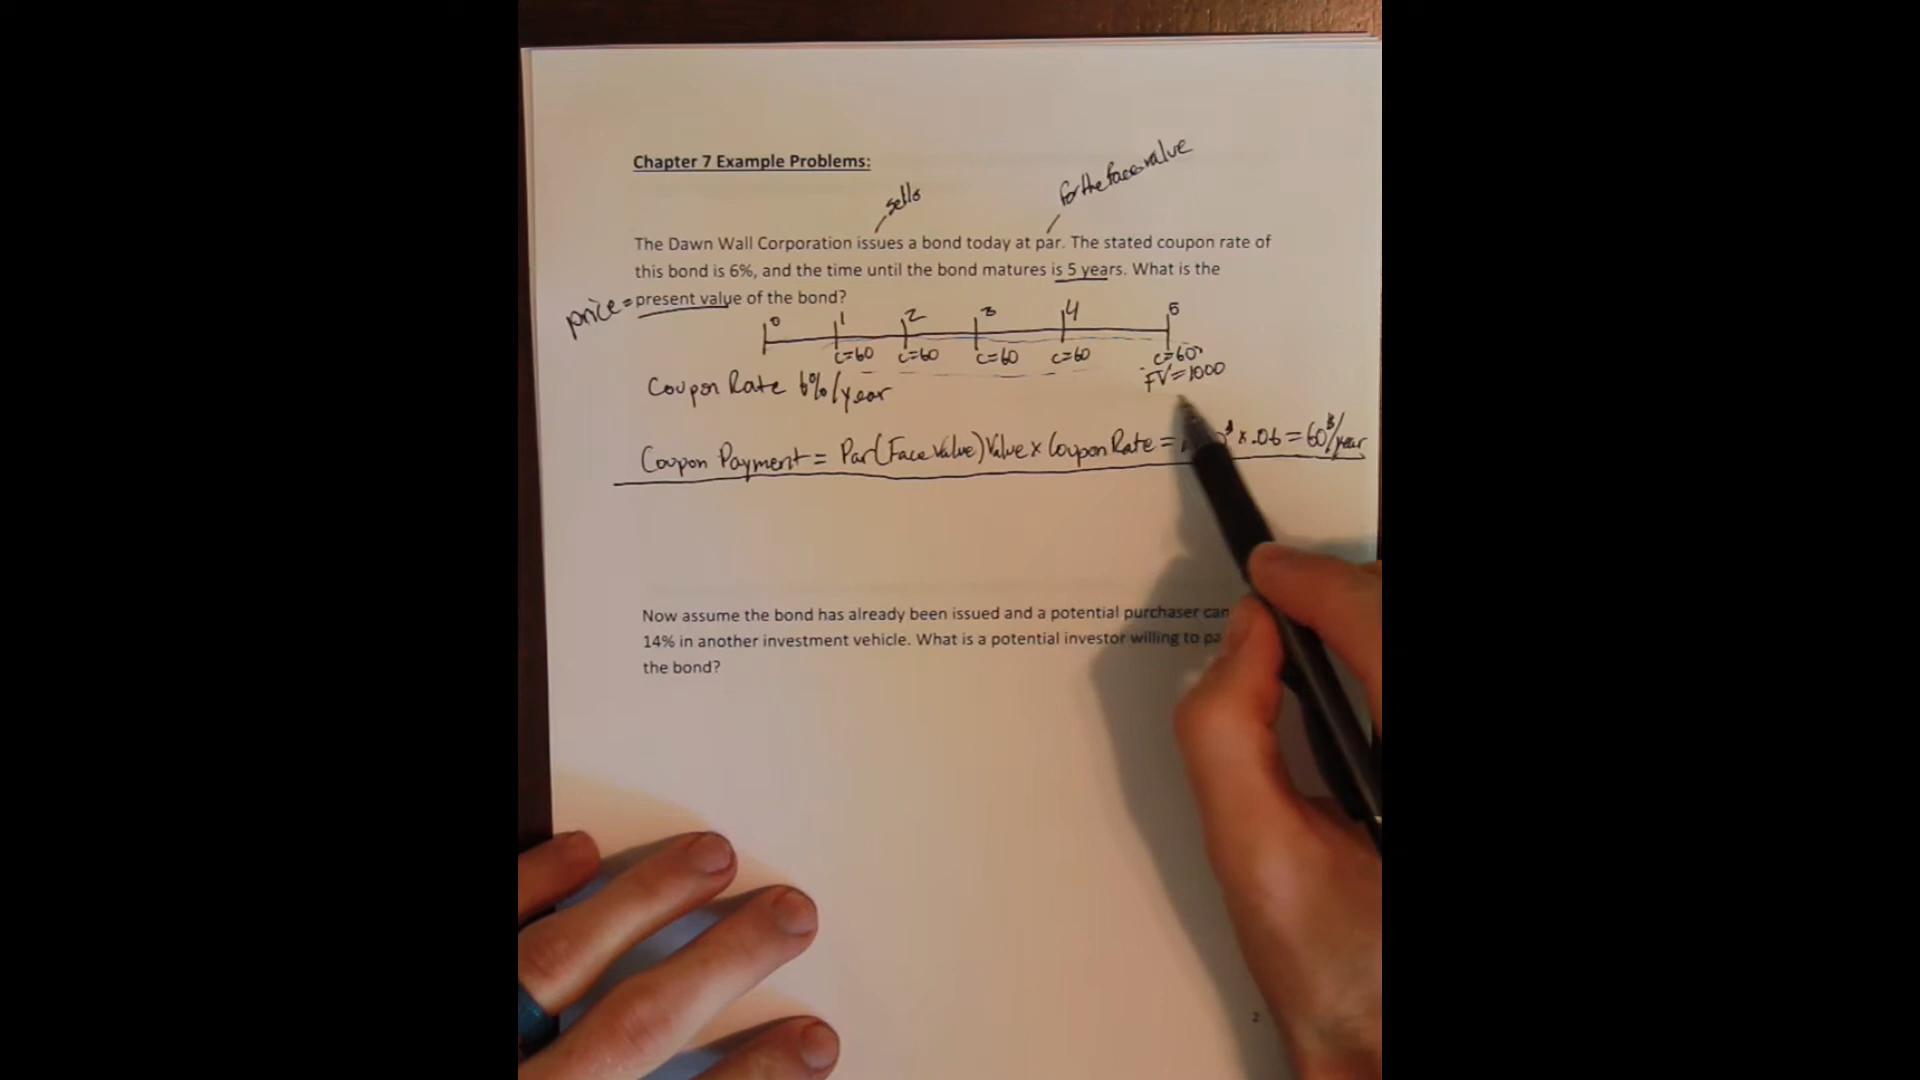 Chapter 7 Example Problems:
sells
for the face value
The Dawn Wall Corporation issues a bond today at par. The stated coupon rate of
this bond is 6%, and the time until the bond matures is 5 years. What is the
price = present value of the bond?
0 1 2 3 4 5
C=60 C=60 C=60 C=60 C=60
FV=1000
Coupon Rate 6%/year
Coupon Payment = Par(Face Value) Value x Coupon Rate = x .06 = 60$/year
Now assume the bond has already been issued and a potential purchaser can
14% in another investment vehicle. What is a potential investor willing to
the bond?
2